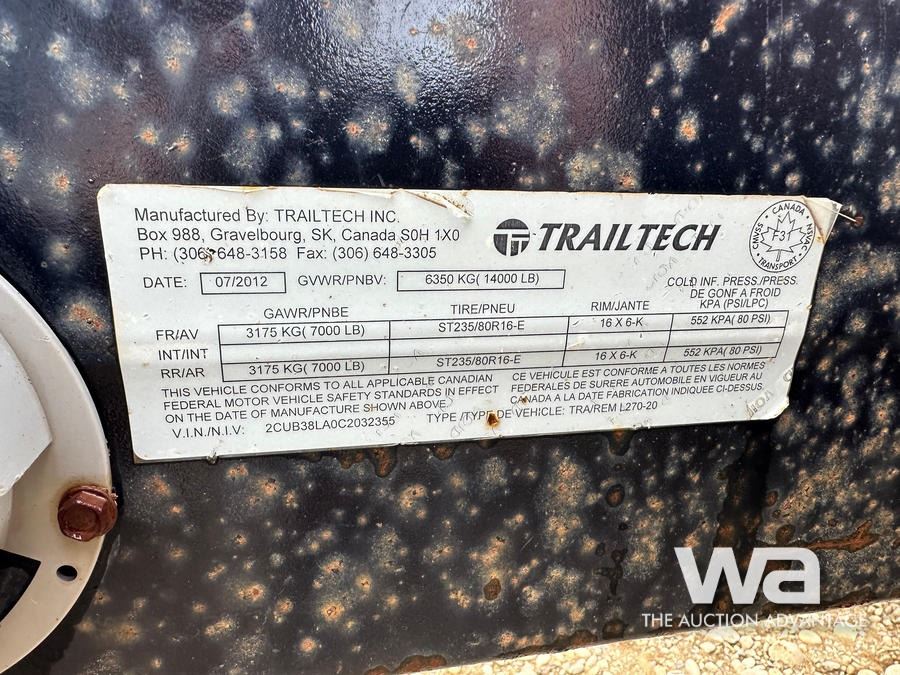 Manufactured By: TRAILTECH INC.
Box 988, Gravelbourg, SK, Canada S0H 1X0
PH: (306) 648-3158 Fax: (306) 648-3305
TRAILTECH
CANADA
CMVSS
NVSAC
F31
TRANSPORT
DATE: 07/2012 GVWR/PNBV: 6350 KG( 14000 LB)
COLD INF. PRESS./PRESS.
DE GONF A FROID
KPA (PSI/LPC)
GAWR/PNBE TIRE/PNEU RIM/JANTE
FR/AV 3175 KG( 7000 LB) ST235/80R16-E 16 X 6-K 552 KPA( 80 PSI)
INT/INT
RR/AR 3175 KG( 7000 LB) ST235/80R16-E 16 X 6-K 552 KPA( 80 PSI)
THIS VEHICLE CONFORMS TO ALL APPLICABLE CANADIAN
FEDERAL MOTOR VEHICLE SAFETY STANDARDS IN EFFECT
ON THE DATE OF MANUFACTURE SHOWN ABOVE.
CE VEHICULE EST CONFORME A TOUTES LES NORMES
FEDERALES DE SURERE AUTOMOBILE EN VIGUEUR AU
CANADA A LA DATE FABRICATION INDIQUEE CI-DESSUS.
V.I.N./N.I.V: 2CUB38LA0C2032355 TYPE /TYPE DE VEHICLE: TRA/REM L270-20
wa
THE AUCTION ADVANTAGE